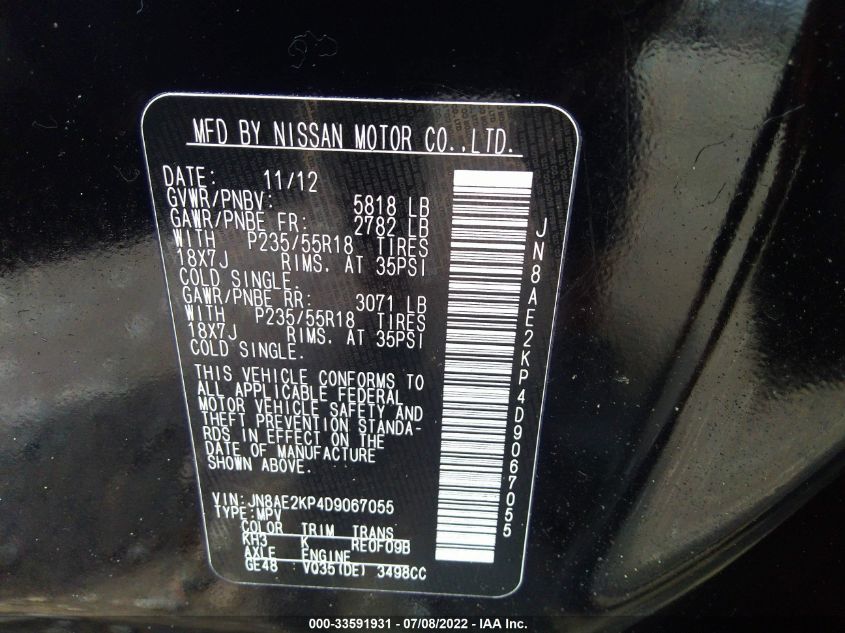 MFD BY NISSAN MOTOR CO.,LTD.
DATE: 11/12
GVWR/PNBV: 5818 LB
GAWR/PNBE FR: 2782 LB
WITH P235/55R18 TIRES
18X7J RIMS. AT 35PSI
COLD SINGLE.
GAWR/PNBE RR: 3071 LB
WITH P235/55R18 TIRES
18X7J RIMS. AT 35PSI
COLD SINGLE.
THIS VEHICLE CONFORMS TO
ALL APPLICABLE FEDERAL
MOTOR VEHICLE SAFETY AND
THEFT PREVENTION STANDA-
RDS IN EFFECT ON THE
DATE OF MANUFACTURE
SHOWN ABOVE.
VIN:JN8AE2KP4D9067055
TYPE:MPV
COLOR TRIM TRANS
KH3 K RE0F09B
AXLE ENGINE
GE48 VQ35(DE) 3498CC
JN8AE2KP4D9067055
000-33591931 - 07/08/2022 - IAA Inc.